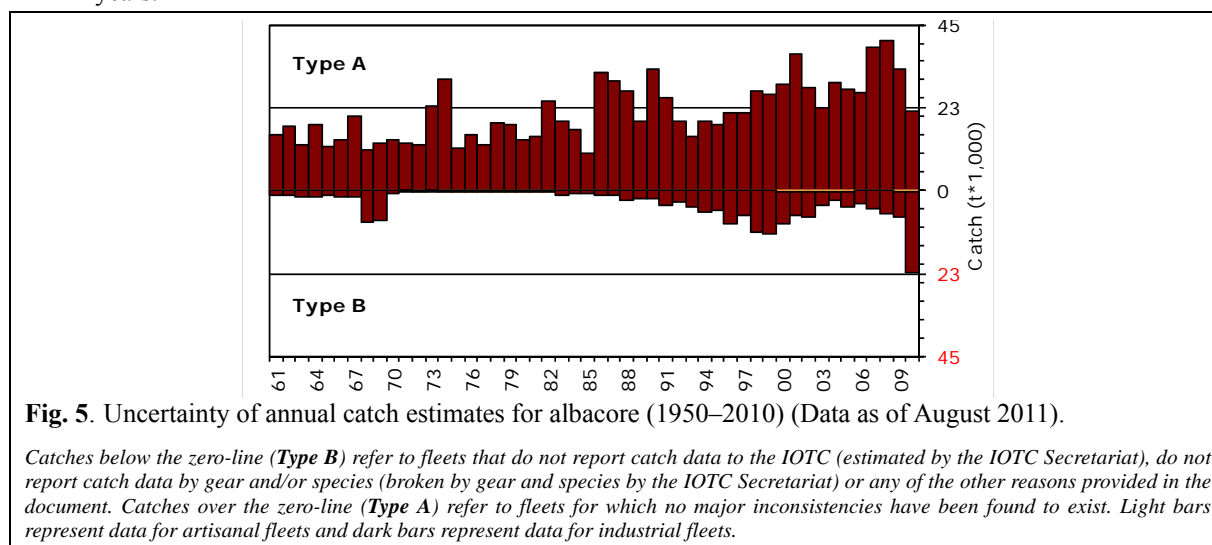 years.
45
Type A
23
0
Catch (t*1,000)
23
Type B
45
61 64 67 70 73 76 79 82 85 88 91 94 97 00 03 06 09
Fig. 5. Uncertainty of annual catch estimates for albacore (1950–2010) (Data as of August 2011).
Catches below the zero-line (Type B) refer to fleets that do not report catch data to the IOTC (estimated by the IOTC Secretariat), do not
report catch data by gear and/or species (broken by gear and species by the IOTC Secretariat) or any of the other reasons provided in the
document. Catches over the zero-line (Type A) refer to fleets for which no major inconsistencies have been found to exist. Light bars
represent data for artisanal fleets and dark bars represent data for industrial fleets.